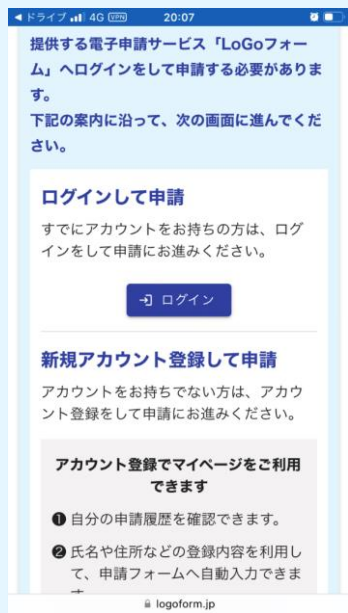 ◀ドライブ 4G VPN 20:07
提供する電子申請サービス「LoGoフォー
ム」へログインをして申請する必要がありま
す。
下記の案内に沿って、次の画面に進んでくだ
さい。
ログインして申請
すでにアカウントをお持ちの方は、ログ
インをして申請にお進みください。
ログイン
新規アカウント登録して申請
アカウントをお持ちでない方は、アカウ
ント登録をして申請にお進みください。
アカウント登録でマイページをご利用
できます
❶ 自分の申請履歴を確認できます。
❷ 氏名や住所などの登録内容を利用し
て、申請フォームへ自動入力できま
す
logoform.jp